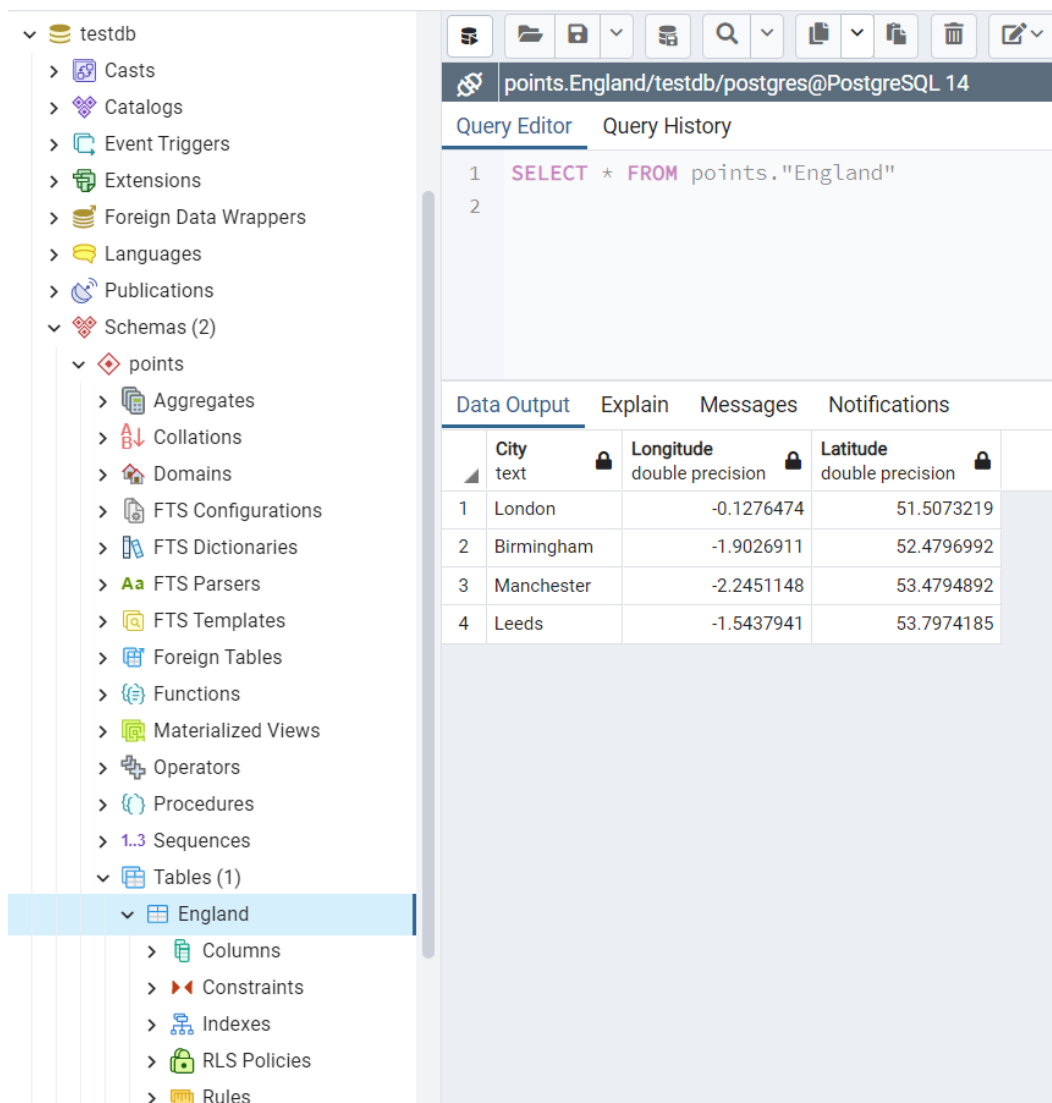 testdb
Casts
Catalogs
Event Triggers
Extensions
Foreign Data Wrappers
Languages
Publications
Schemas (2)
points
Aggregates
Collations
Domains
FTS Configurations
FTS Dictionaries
Aa FTS Parsers
FTS Templates
Foreign Tables
Functions
Materialized Views
Operators
Procedures
1..3 Sequences
Tables (1)
England
Columns
Constraints
Indexes
RLS Policies
Rules
points.England/testdb/postgres@PostgreSQL 14
Query Editor Query History
1 SELECT * FROM points."England"
2
Data Output Explain Messages Notifications
City Longitude Latitude
text double precision double precision
1 London -0.1276474 51.5073219
2 Birmingham -1.9026911 52.4796992
3 Manchester -2.2451148 53.4794892
4 Leeds -1.5437941 53.7974185